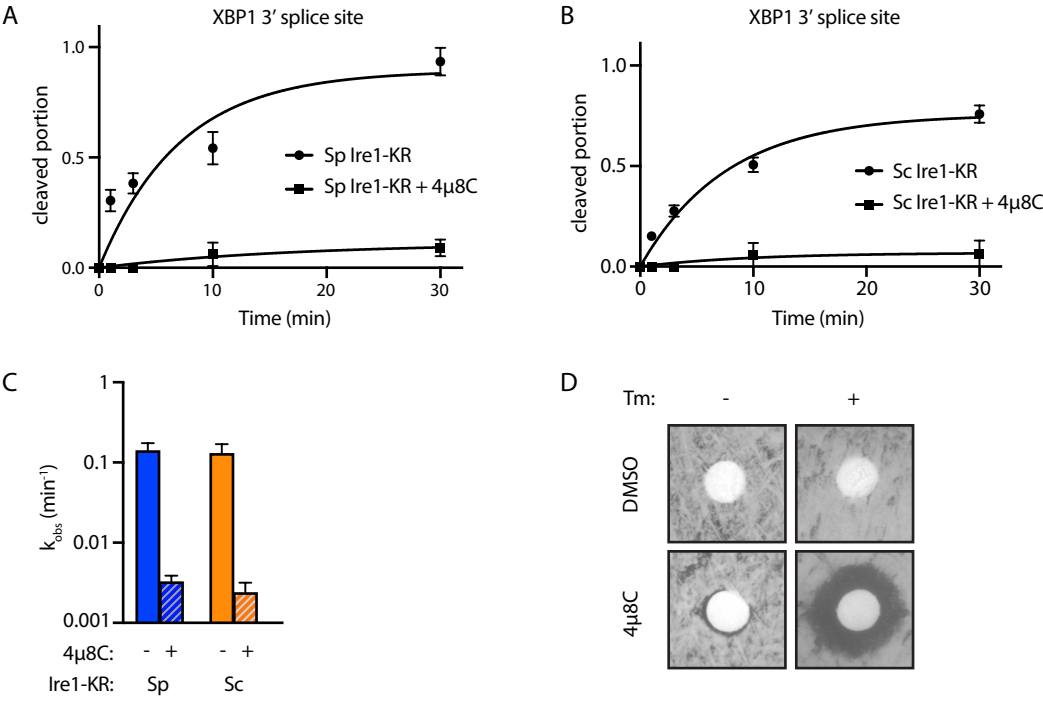 A
XBP1 3′ splice site
1.0
0.5
0.0
cleaved portion
Sp Ire1-KR
Sp Ire1-KR + 4μ8C
0
10
20
30
Time (min)
B
XBP1 3′ splice site
1.0
0.5
0.0
cleaved portion
Sc Ire1-KR
Sc Ire1-KR + 4μ8C
0
10
20
30
Time (min)
C
1
0.1
0.01
0.001
kobs (min-1)
4μ8C: - + - +
Ire1-KR: Sp Sc
D
Tm: - +
DMSO
4μ8C